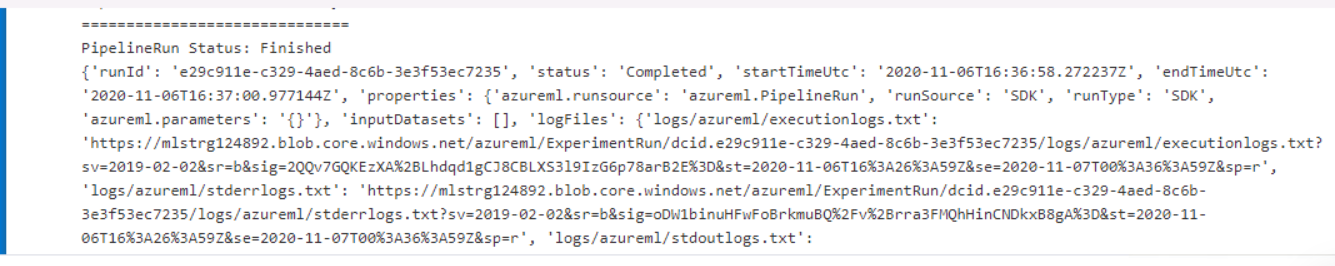 ==============================
PipelineRun Status: Finished
{'runId': 'e29c911e-c329-4aed-8c6b-3e3f53ec7235', 'status': 'Completed', 'startTimeUtc': '2020-11-06T16:36:58.272237Z', 'endTimeUtc':
'2020-11-06T16:37:00.977144Z', 'properties': {'azureml.runsource': 'azureml.PipelineRun', 'runSource': 'SDK', 'runType': 'SDK',
'azureml.parameters': '{}'}, 'inputDatasets': [], 'logFiles': {'logs/azureml/executionlogs.txt':
'https://mlstrg124892.blob.core.windows.net/azureml/ExperimentRun/dcid.e29c911e-c329-4aed-8c6b-3e3f53ec7235/logs/azureml/executionlogs.txt?
sv=2019-02-02&sr=b&sig=2QQv7GQKEzXA%2BLhdqd1gCJ8CBLXS3l9IzG6p78arB2E%3D&st=2020-11-06T16%3A26%3A59Z&se=2020-11-07T00%3A36%3A59Z&sp=r',
'logs/azureml/stderrlogs.txt': 'https://mlstrg124892.blob.core.windows.net/azureml/ExperimentRun/dcid.e29c911e-c329-4aed-8c6b-
3e3f53ec7235/logs/azureml/stderrlogs.txt?sv=2019-02-02&sr=b&sig=oDW1binuHFwFoBrkmuBQ%2Fv%2Brra3FMQhHinCNDkxB8gA%3D&st=2020-11-
06T16%3A26%3A59Z&se=2020-11-07T00%3A36%3A59Z&sp=r', 'logs/azureml/stdoutlogs.txt':